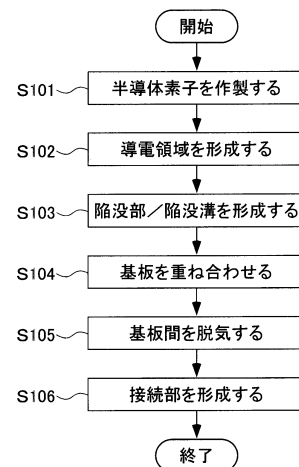 開始
S101 半導体素子を作製する
S102 導電領域を形成する
S103 陥没部／陥没溝を形成する
S104 基板を重ね合わせる
S105 基板間を脱気する
S106 接続部を形成する
終了